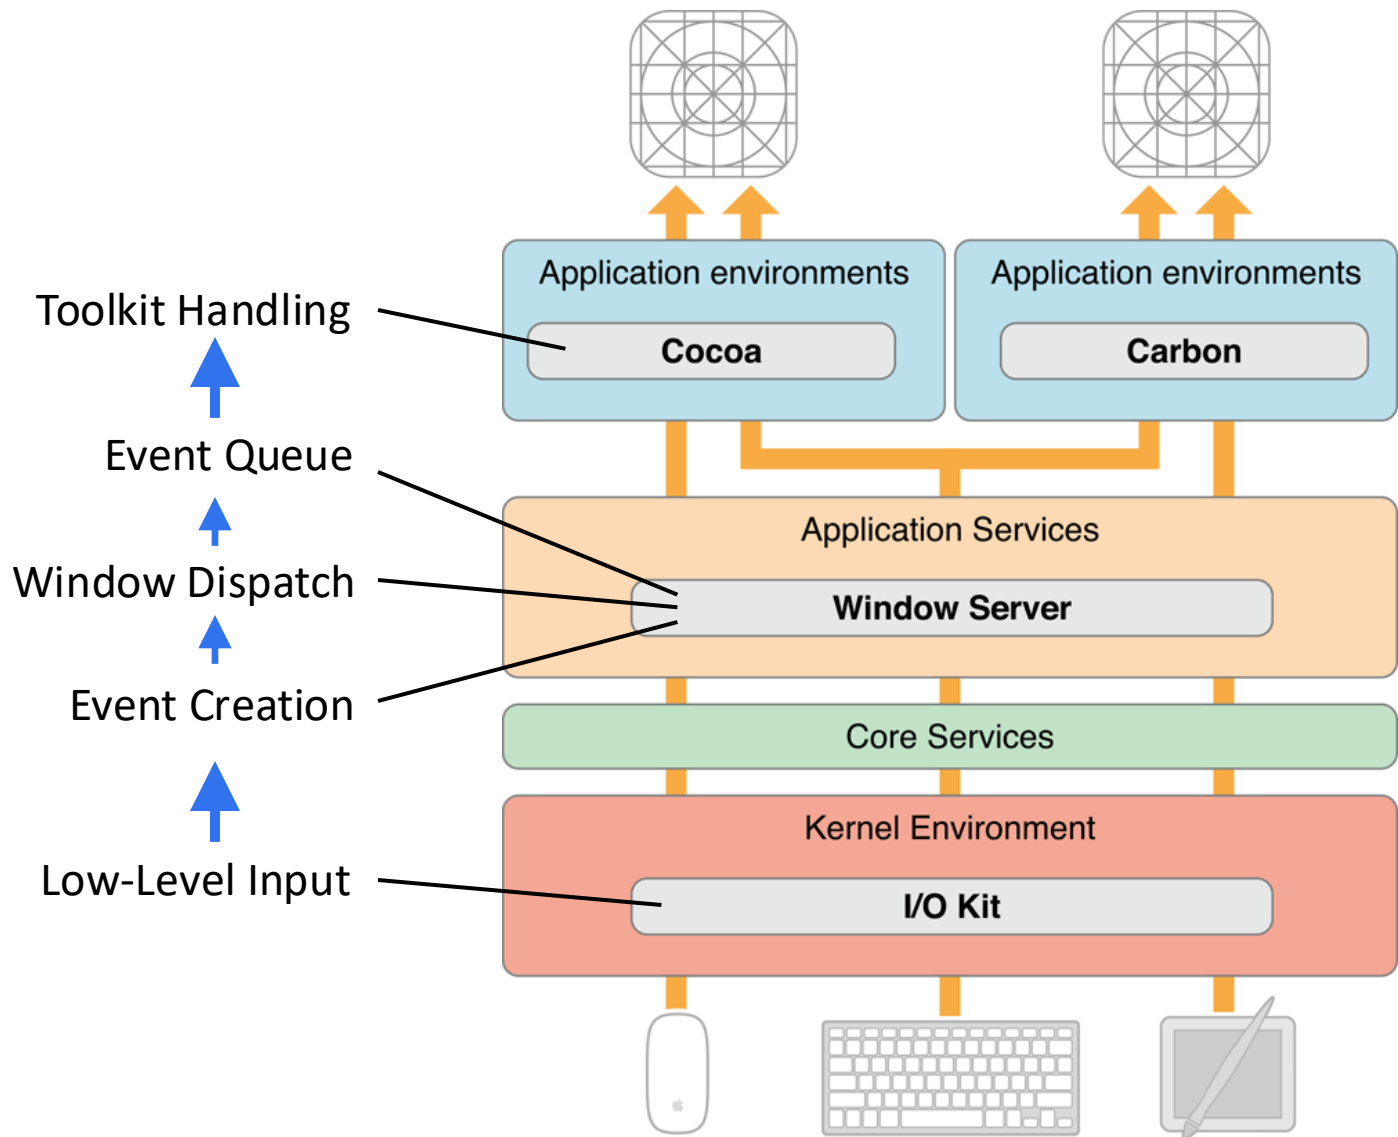 Application environments
Application environments
Toolkit Handling
Cocoa
Carbon
Event Queue
Application Services
Window Dispatch
Window Server
Event Creation
Core Services
Kernel Environment
Low-Level Input
I/O Kit